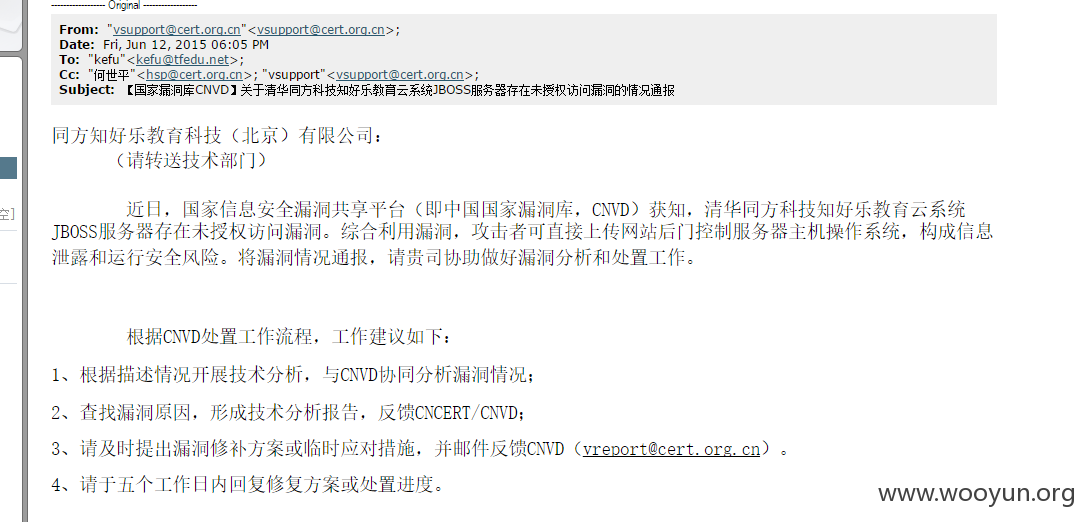 ------------------ Original ------------------
From: "vsupport@cert.org.cn"<vsupport@cert.org.cn>;
Date: Fri, Jun 12, 2015 06:05 PM
To: "kefu"<kefu@tfedu.net>;
Cc: "何世平"<hsp@cert.org.cn>; "vsupport"<vsupport@cert.org.cn>;
Subject: 【国家漏洞库CNVD】关于清华同方科技知好乐教育云系统JBOSS服务器存在未授权访问漏洞的情况通报
同方知好乐教育科技（北京）有限公司：
（请转送技术部门）
近日，国家信息安全漏洞共享平台（即中国国家漏洞库，CNVD）获知，清华同方科技知好乐教育云系统
JBOSS服务器存在未授权访问漏洞。综合利用漏洞，攻击者可直接上传网站后门控制服务器主机操作系统，构成信息
空]
泄露和运行安全风险。将漏洞情况通报，请贵司协助做好漏洞分析和处置工作。
根据CNVD处置工作流程，工作建议如下：
1、根据描述情况开展技术分析，与CNVD协同分析漏洞情况；
2、查找漏洞原因，形成技术分析报告，反馈CNCERT/CNVD；
3、请及时提出漏洞修补方案或临时应对措施，并邮件反馈CNVD（vreport@cert.org.cn）。
4、请于五个工作日内回复修复方案或处置进度。
www.wooyun.org